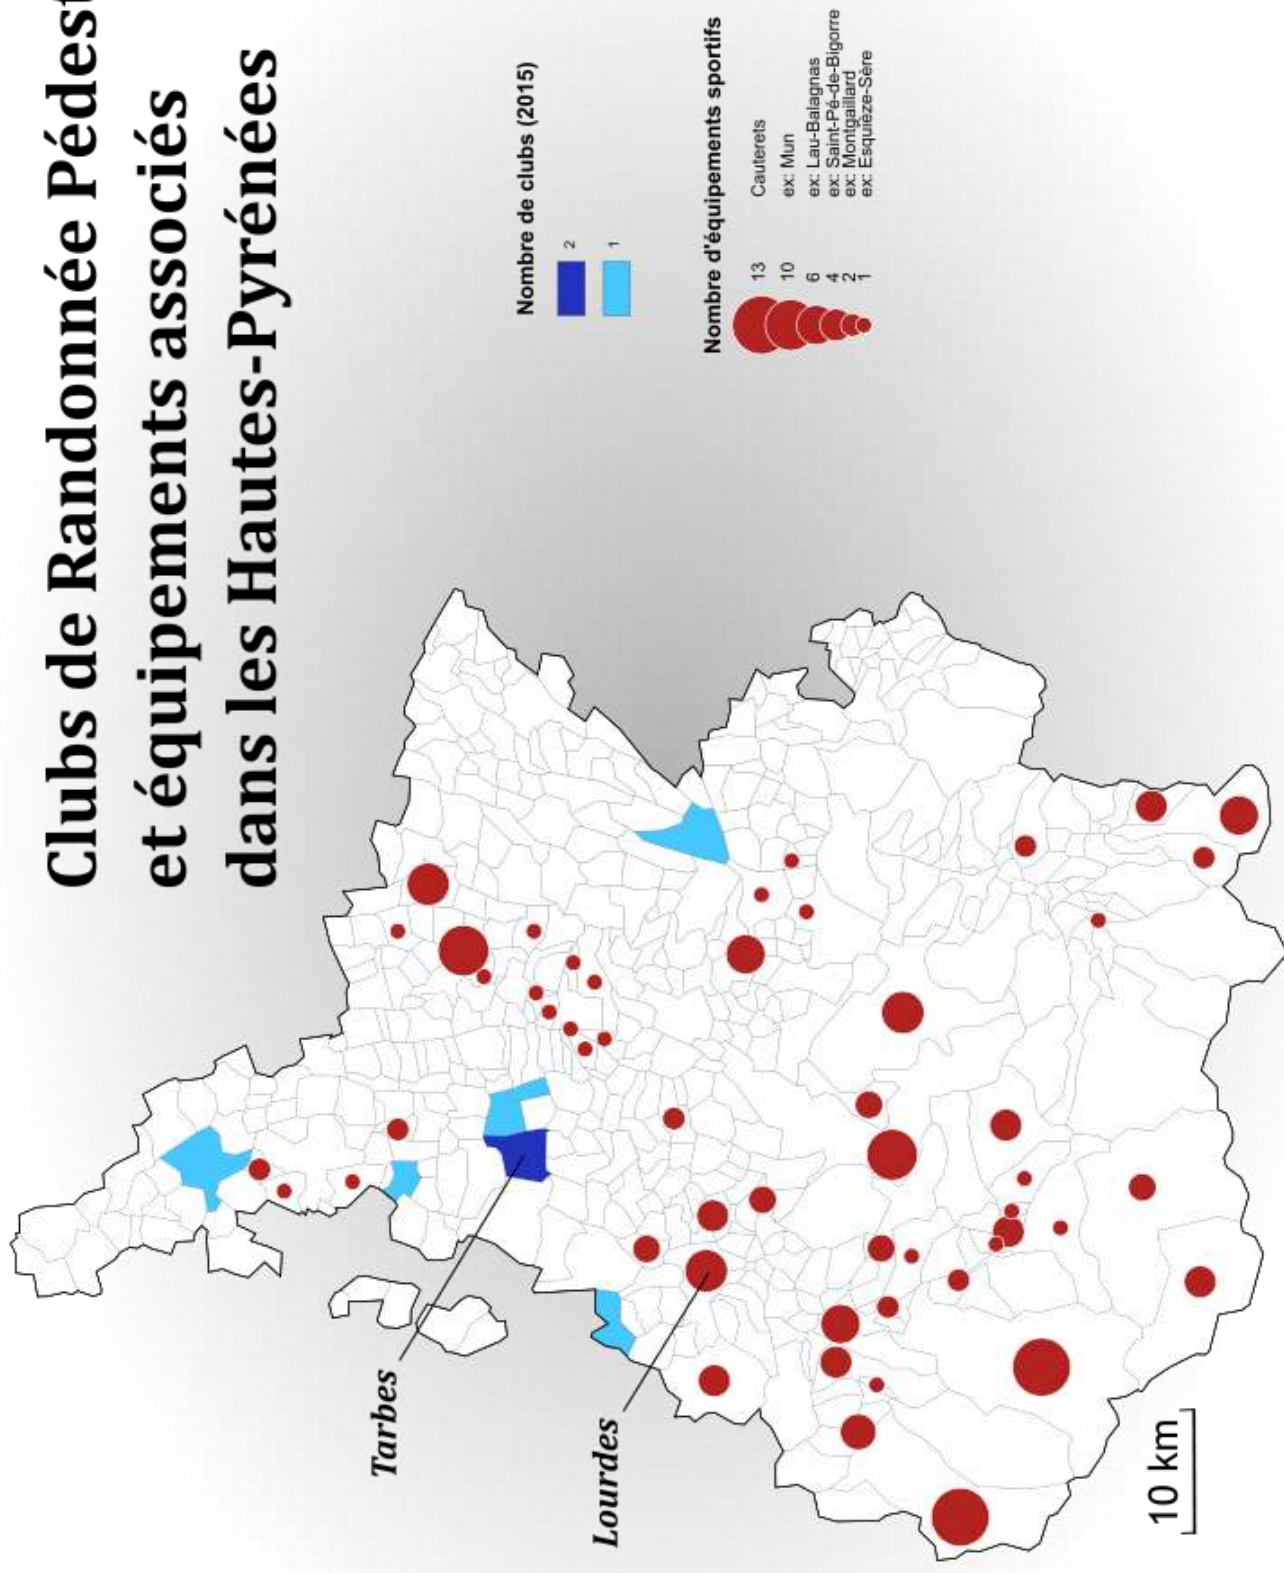 Clubs de Randonnée Pédest
et équipements associés
dans les Hautes-Pyrénées
Nombre de clubs (2015)
2
1
Nombre d'équipements sportifs
13 Cauterets
10 ex: Mun
6 ex: Lau-Balagnas
4 ex: Saint-Pé-de-Bigorre
2 ex: Montgaillard
1 ex: Esquièze-Sère
Tarbes
Lourdes
10 km